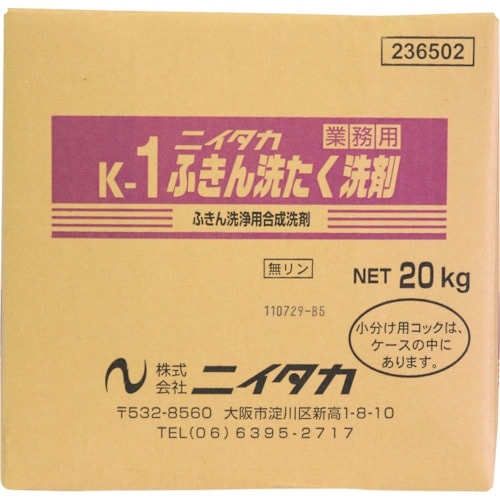 236502
ニイタカ 業務用
K-1ふきん洗たく洗剤
ふきん洗浄用合成洗剤
無リン
NET 20kg
110729-B5
小分け用コックは、
ケースの中に
あります。
株式会社ニイタカ
〒532-8560 大阪市淀川区新高1-8-10
TEL(06)6395-2717